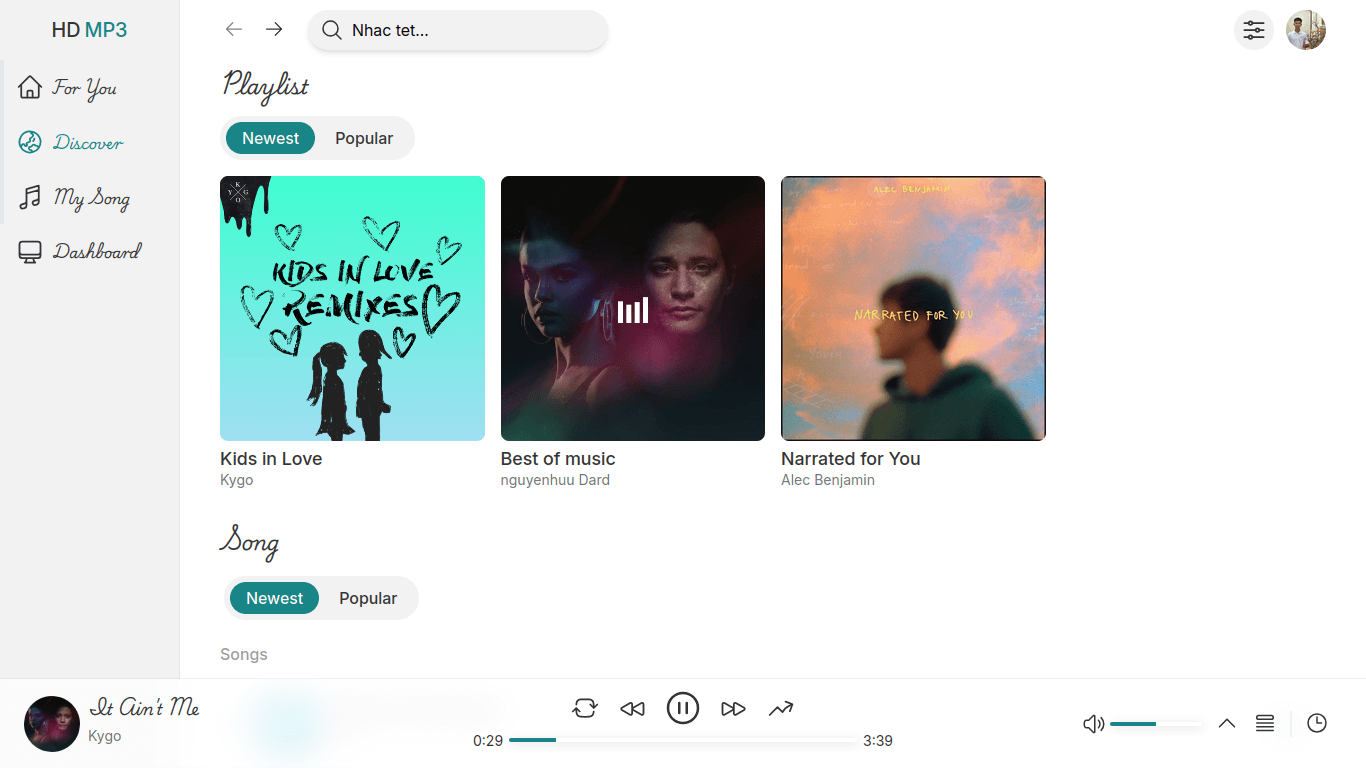 HD MP3
Nhac tet...
For You
Discover
My Song
Dashboard
Playlist
Newest
Popular
K
Y G
O
KIDS IN LOVE
REMIXES
ALEC BENJAMIN
NARRATED FOR YOU
Kids in Love
Kygo
Best of music
nguyenhuu Dard
Narrated for You
Alec Benjamin
Song
Newest
Popular
Songs
It Ain't Me
Kygo
0:29
3:39